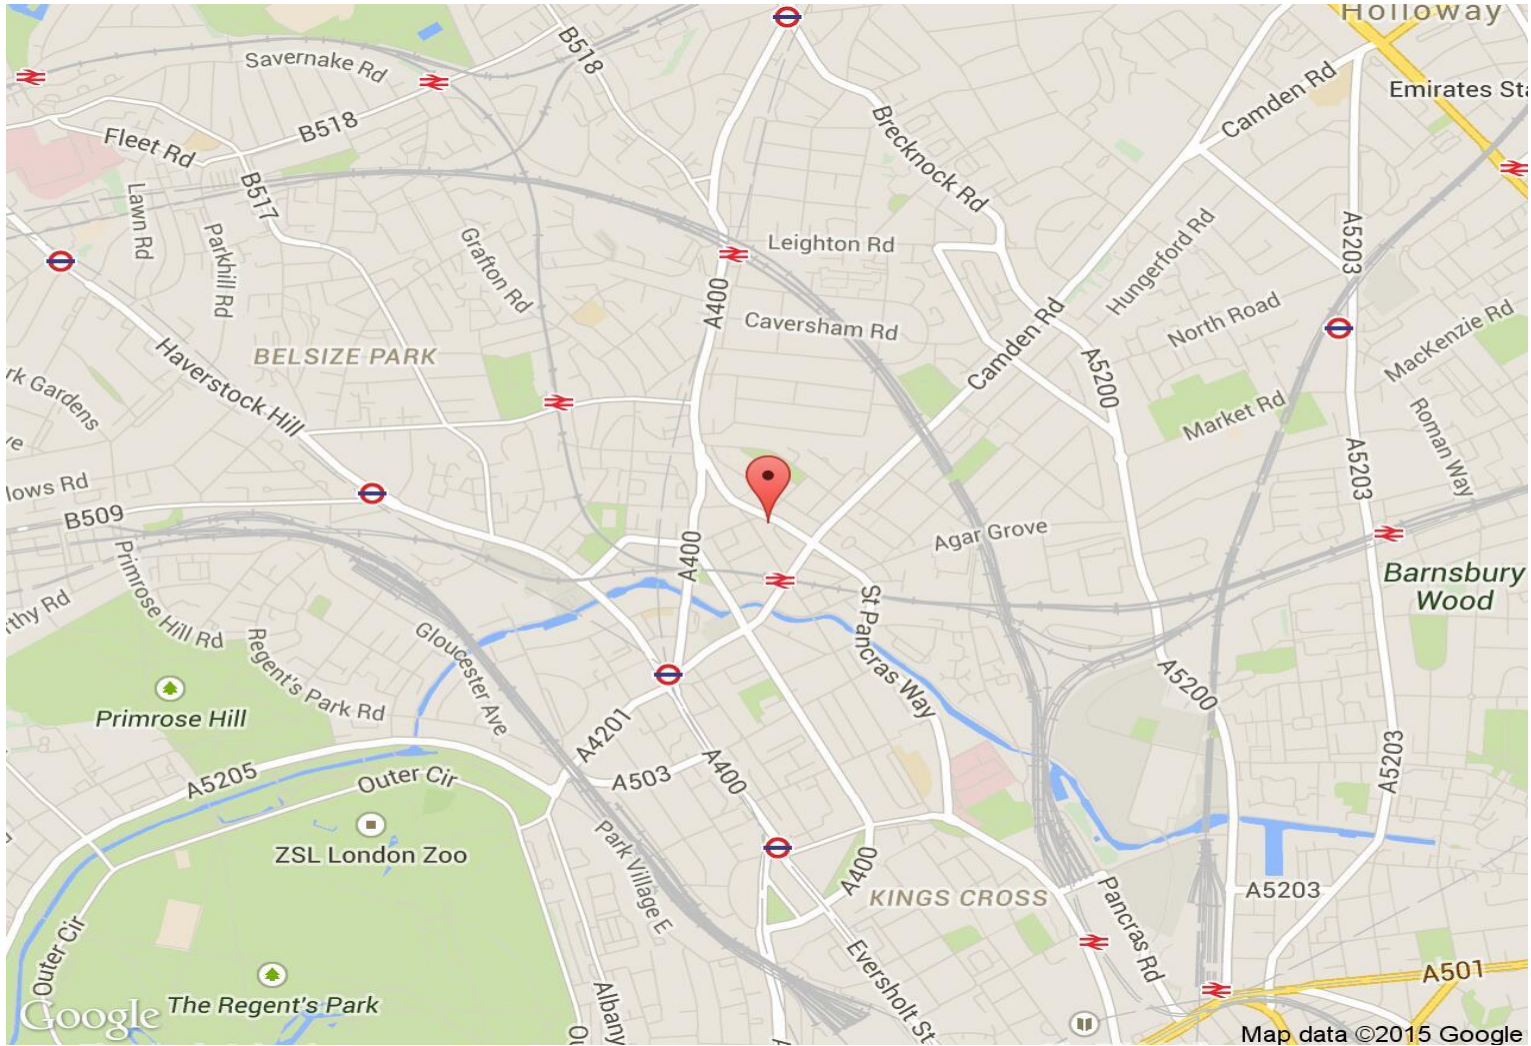 Holloway
B518
Savernake Rd
Camden Rd
Emirates Sta
Brecknock Rd
B518
Fleet Rd
B517
Lawn Rd
Parkhill Rd
Grafton Rd
Leighton Rd
Hungerford Rd
A5203
A400
Caversham Rd
North Road
MacKenzie Rd
BELSIZE PARK
Haverstock Hill
Camden Rd
A5200
rk Gardens
Market Rd
Roman Way
ve
A5203
lows Rd
B509
Agar Grove
A400
Primrose Hill Rd
Barnsbury
Wood
rthy Rd
St Pancras Way
Regent's Park Rd
Gloucester Ave
A5200
Primrose Hill
A4201
A5205
Outer Cir
A503
A400
A5203
ZSL London Zoo
Park Village E
A400
KINGS CROSS
A5203
Pancras Rd
Outer Cir
Eversholt St
A501
The Regent's Park
Albany
Google
Ou
A
Map data ©2015 Google